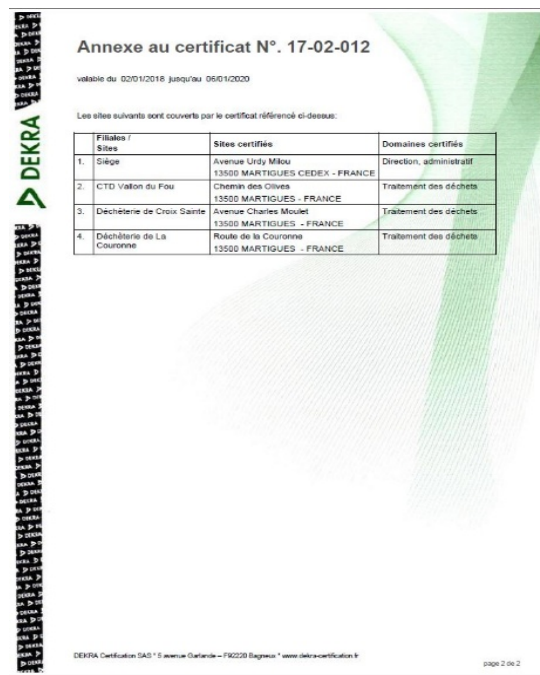 DEKRA
Annexe au certificat N°. 17-02-012
valable du 02/01/2018 jusqu'au 06/01/2020
Les sites suivants sont couverts par le certificat référencé ci-dessus:
Filiales / Sites Sites certifiés Domaines certifiés
1. Siège Avenue Urdy Milou Direction, administratif
13500 MARTIGUES CEDEX - FRANCE
2. CTD Vallon du Fou Chemin des Olives Traitement des déchets
13500 MARTIGUES - FRANCE
3. Déchèterie de Croix Sainte Avenue Charles Moulet Traitement des déchets
13500 MARTIGUES - FRANCE
4. Déchèterie de La Couronne Route de la Couronne Traitement des déchets
13500 MARTIGUES - FRANCE
DEKRA Certification SAS * 5 avenue Garlande – F92220 Bagneux * www.dekra-certification.fr
page 2 de 2